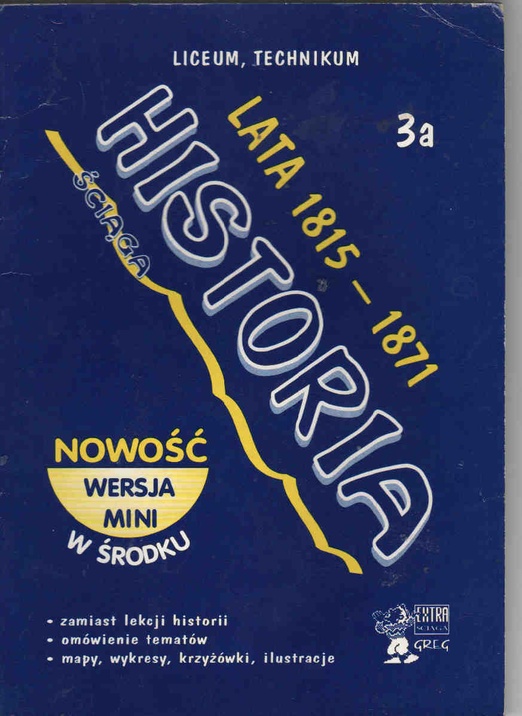 LICEUM, TECHNIKUM
3a
LATA 1815 – 1871
HISTORIA
ŚCIĄGA
NOWOŚĆ
WERSJA
MINI
W ŚRODKU
• zamiast lekcji historii
• omówienie tematów
• mapy, wykresy, krzyżówki, ilustracje
EXTRA
ŚCIĄGA
GREG